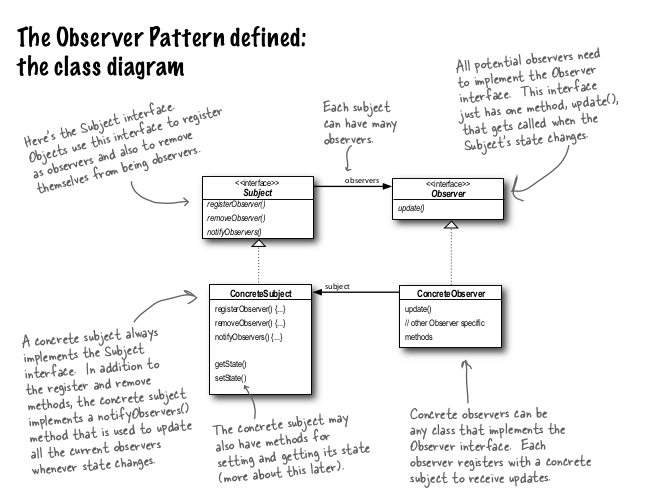 The Observer Pattern defined:
the class diagram
All potential observers need
to implement the Observer
interface. This interface
just has one method, update(),
that gets called when the
Subject's state changes.
Here's the Subject interface.
Objects use this interface to register
as observers and also to remove
themselves from being observers.
Each subject
can have many
observers.
<<interface>>
Subject
registerObserver()
removeObserver()
notifyObservers()
observers
<<interface>>
Observer
update()
ConcreteSubject
registerObserver() {...}
removeObserver() {...}
notifyObservers() {...}
getState()
setState()
subject
ConcreteObserver
update()
// other Observer specific
methods
A concrete subject always
implements the Subject
interface. In addition to
the register and remove
methods, the concrete subject
implements a notifyObservers()
method that is used to update
all the current observers
whenever state changes.
The concrete subject may
also have methods for
setting and getting its state
(more about this later).
Concrete observers can be
any class that implements the
Observer interface. Each
observer registers with a concrete
subject to receive updates.